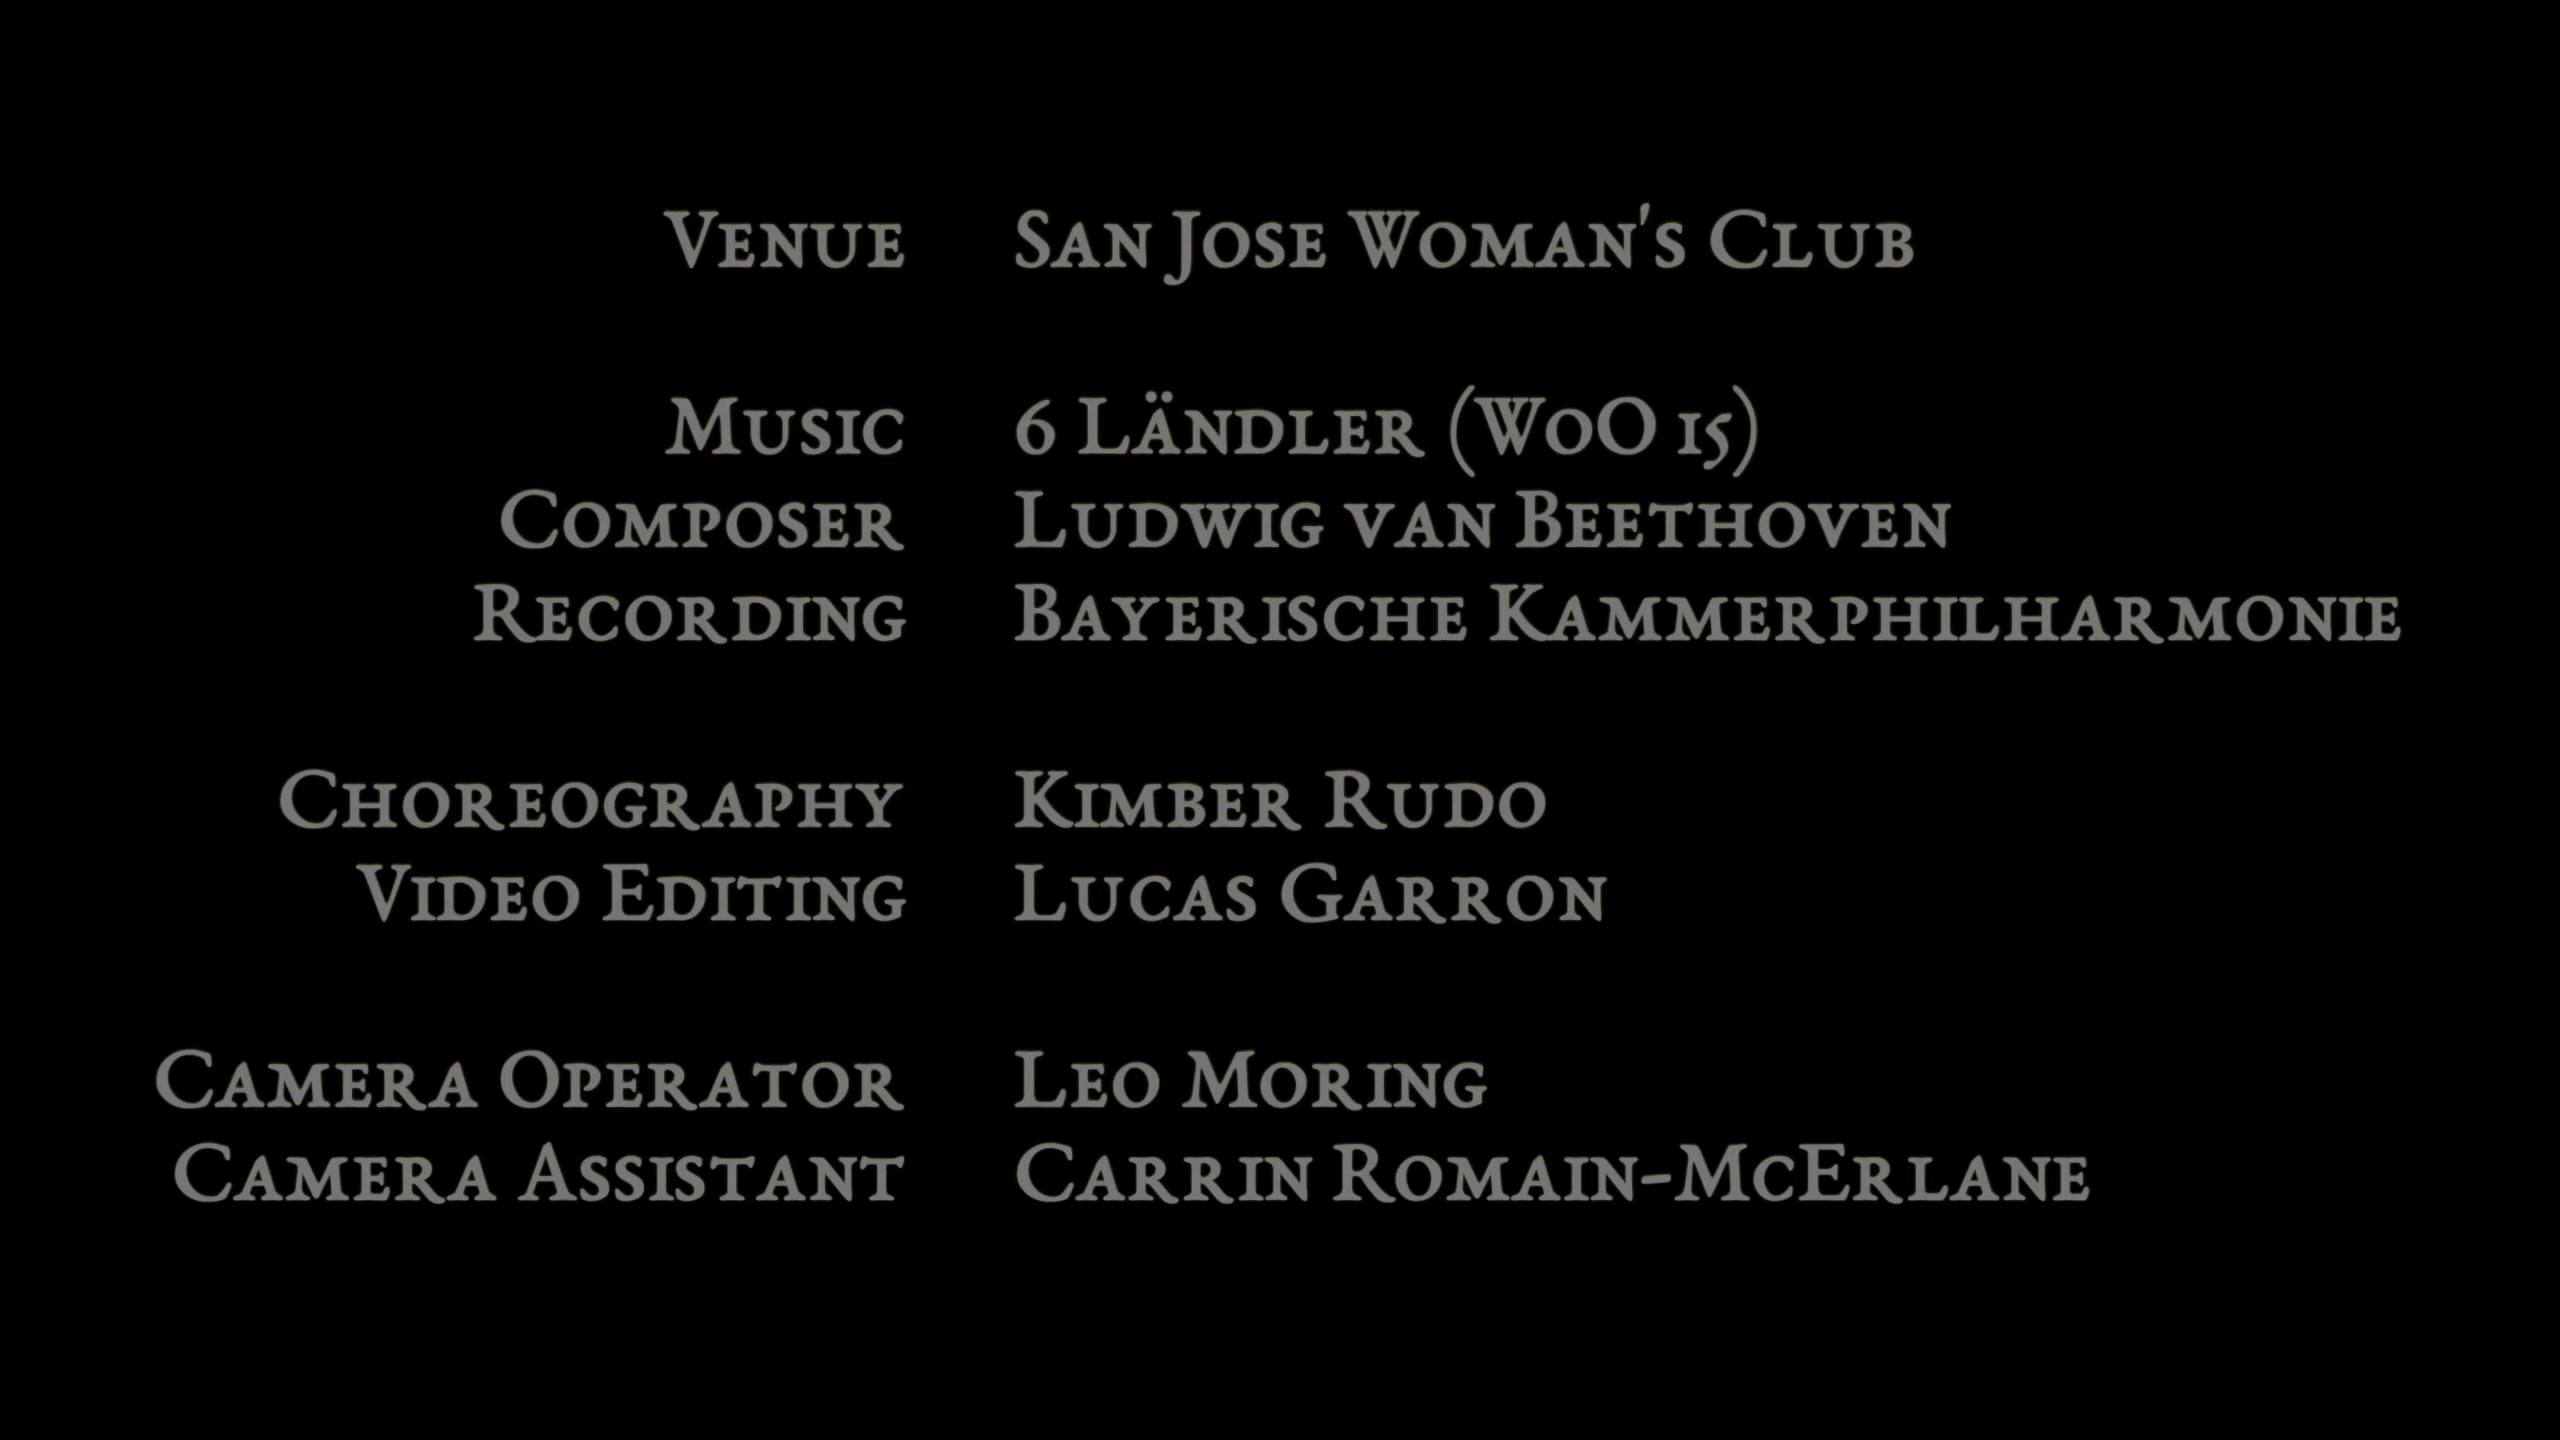 Venue San Jose Woman's Club
Music 6 Ländler (WoO 15)
Composer Ludwig van Beethoven
Recording Bayerische Kammerphilharmonie
Choreography Kimber Rudo
Video Editing Lucas Garron
Camera Operator Leo Moring
Camera Assistant Carrin Romain-McErlane